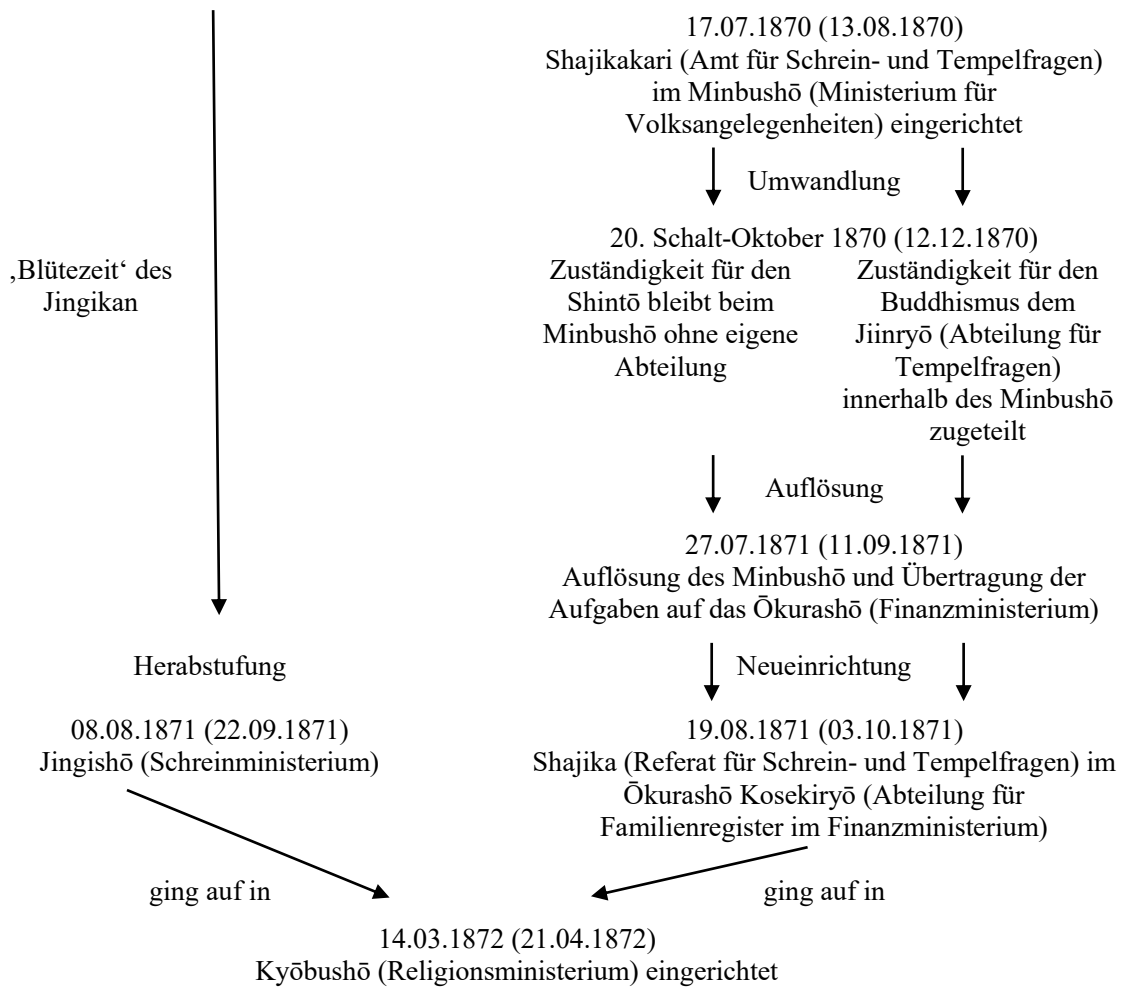 17.07.1870 (13.08.1870)
Shajikakari (Amt für Schrein- und Tempelfragen)
im Minbushō (Ministerium für
Volksangelegenheiten) eingerichtet
Umwandlung
20. Schalt-Oktober 1870 (12.12.1870)
‚Blütezeit‘ des
Jingikan
Zuständigkeit für den
Shintō bleibt beim
Minbushō ohne eigene
Abteilung
Zuständigkeit für den
Buddhismus dem
Jiinryō (Abteilung für
Tempelfragen)
innerhalb des Minbushō
zugeteilt
Auflösung
27.07.1871 (11.09.1871)
Auflösung des Minbushō und Übertragung der
Aufgaben auf das Ōkurashō (Finanzministerium)
Herabstufung
Neueinrichtung
08.08.1871 (22.09.1871)
Jingishō (Schreinministerium)
19.08.1871 (03.10.1871)
Shajika (Referat für Schrein- und Tempelfragen) im
Ōkurashō Kosekiryō (Abteilung für
Familienregister im Finanzministerium)
ging auf in
ging auf in
14.03.1872 (21.04.1872)
Kyōbushō (Religionsministerium) eingerichtet